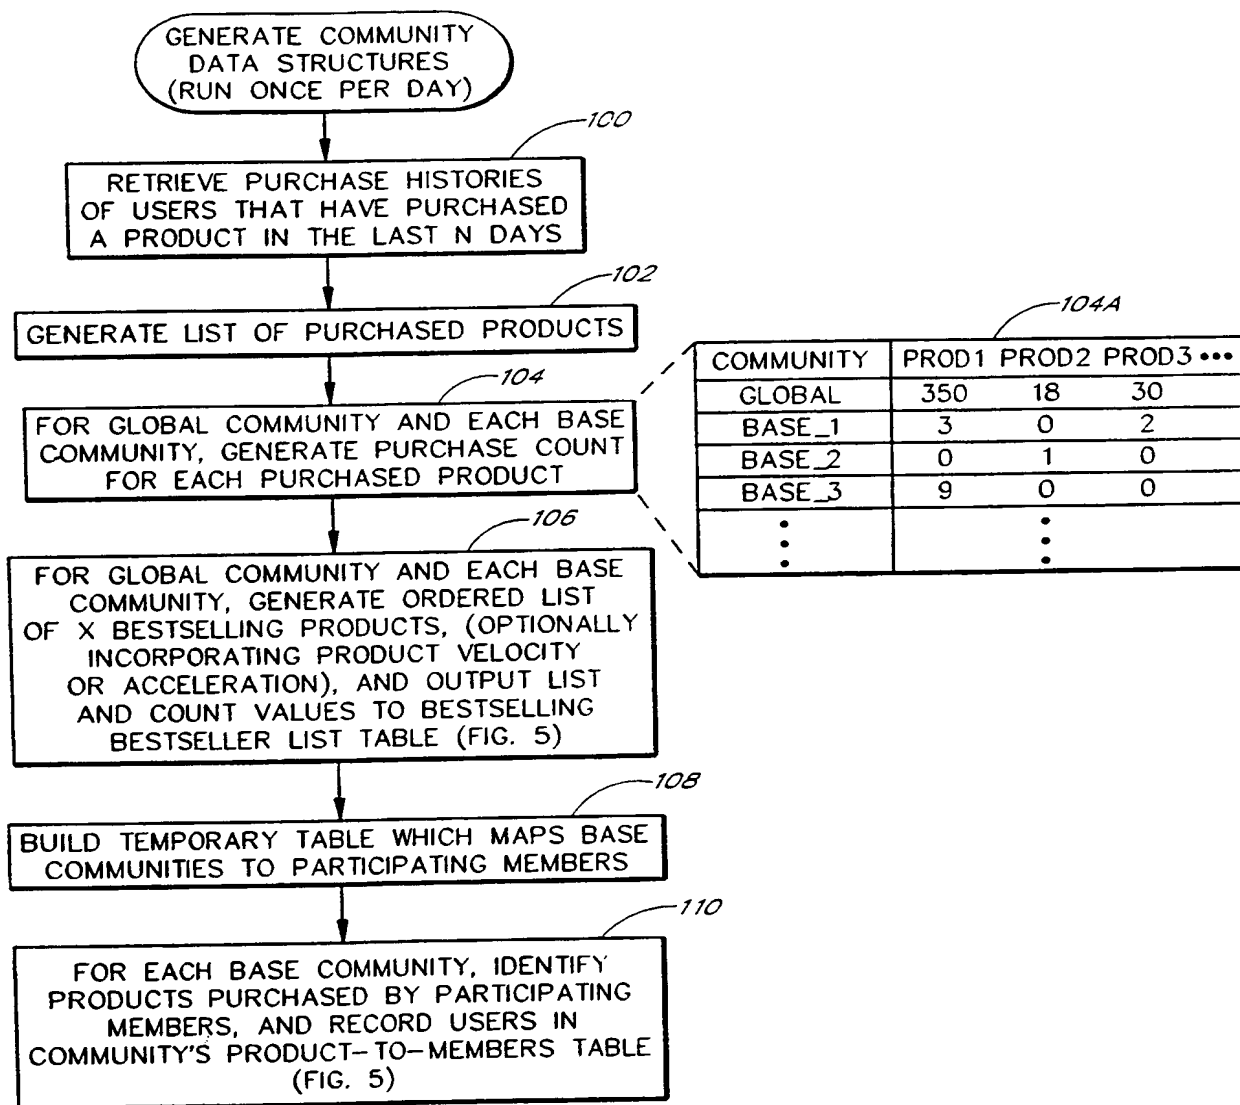 GENERATE COMMUNITY
DATA STRUCTURES
(RUN ONCE PER DAY)
100
RETRIEVE PURCHASE HISTORIES
OF USERS THAT HAVE PURCHASED
A PRODUCT IN THE LAST N DAYS
102
GENERATE LIST OF PURCHASED PRODUCTS
104
FOR GLOBAL COMMUNITY AND EACH BASE
COMMUNITY, GENERATE PURCHASE COUNT
FOR EACH PURCHASED PRODUCT
104A
COMMUNITY PROD1 PROD2 PROD3 •••
GLOBAL 350 18 30
BASE_1 3 0 2
BASE_2 0 1 0
BASE_3 9 0 0
106
FOR GLOBAL COMMUNITY AND EACH BASE
COMMUNITY, GENERATE ORDERED LIST
OF X BESTSELLING PRODUCTS, (OPTIONALLY
INCORPORATING PRODUCT VELOCITY
OR ACCELERATION), AND OUTPUT LIST
AND COUNT VALUES TO BESTSELLING
BESTSELLER LIST TABLE (FIG. 5)
108
BUILD TEMPORARY TABLE WHICH MAPS BASE
COMMUNITIES TO PARTICIPATING MEMBERS
110
FOR EACH BASE COMMUNITY, IDENTIFY
PRODUCTS PURCHASED BY PARTICIPATING
MEMBERS, AND RECORD USERS IN
COMMUNITY'S PRODUCT-TO-MEMBERS TABLE
(FIG. 5)